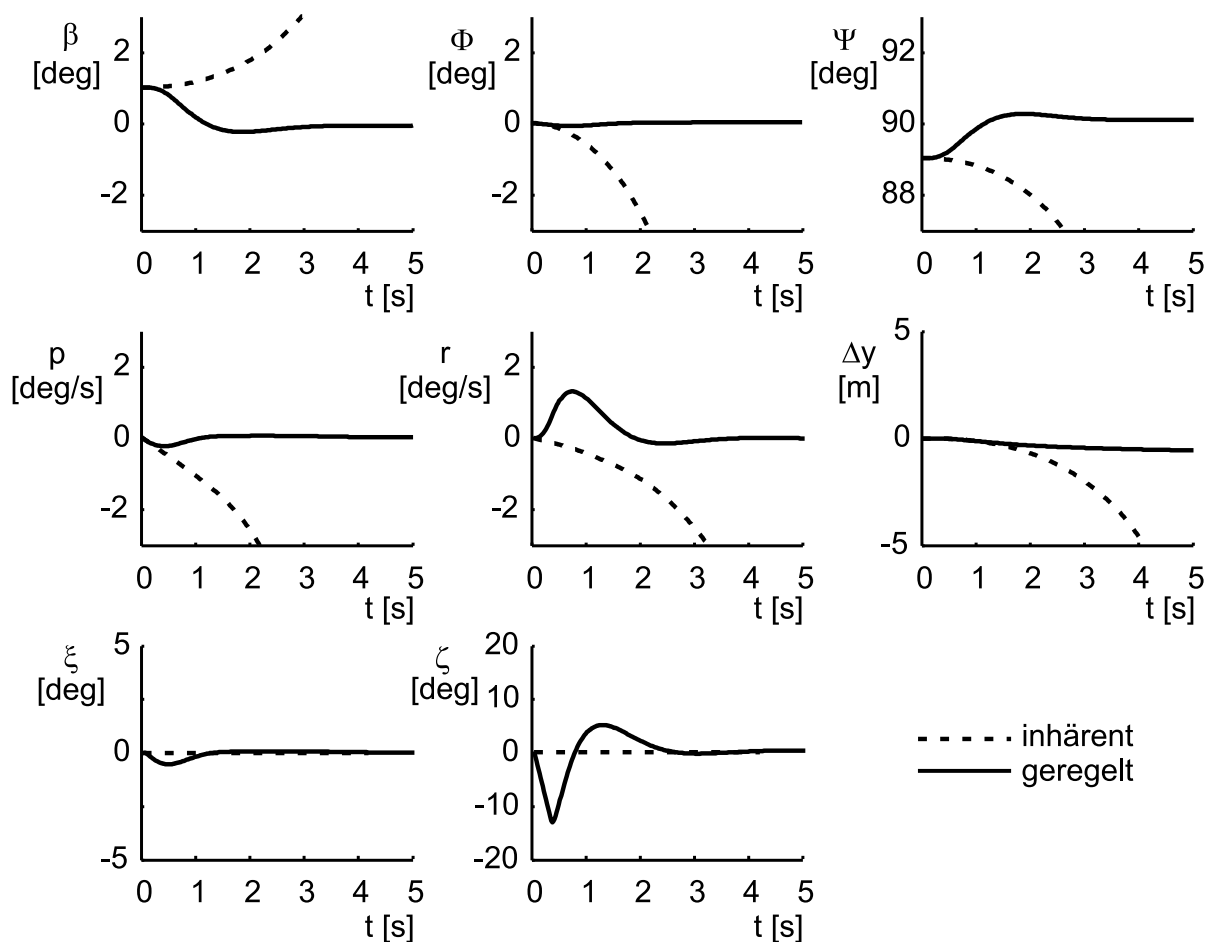 β
[deg]
2
0
-2
0 1 2 3 4 5
t [s]
Φ
[deg]
2
0
-2
0 1 2 3 4 5
t [s]
Ψ
[deg]
92
90
88
0 1 2 3 4 5
t [s]
p
[deg/s]
2
0
-2
0 1 2 3 4 5
t [s]
r
[deg/s]
2
0
-2
0 1 2 3 4 5
t [s]
Δy
[m]
5
0
-5
0 1 2 3 4 5
t [s]
ξ
[deg]
5
0
-5
0 1 2 3 4 5
t [s]
ζ
[deg]
20
10
0
-10
-20
0 1 2 3 4 5
t [s]
inhärent
geregelt